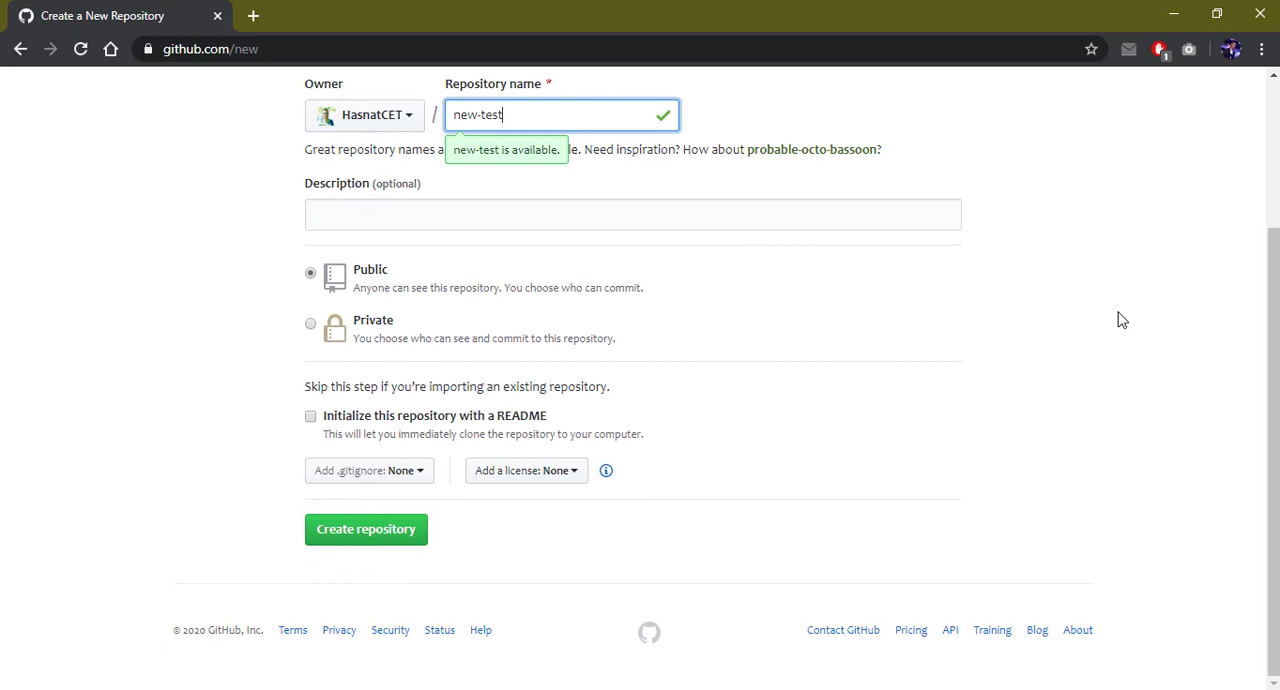 Create a New Repository
github.com/new
1
Owner
Repository name *
HasnatCET
/
new-test
new-test is available.
Great repository names a le. Need inspiration? How about probable-octo-bassoon?
Description (optional)
Public
Anyone can see this repository. You choose who can commit.
Private
You choose who can see and commit to this repository.
Skip this step if you're importing an existing repository.
Initialize this repository with a README
This will let you immediately clone the repository to your computer.
Add .gitignore: None
Add a license: None
Create repository
© 2020 GitHub, Inc. Terms Privacy Security Status Help
Contact GitHub Pricing API Training Blog About